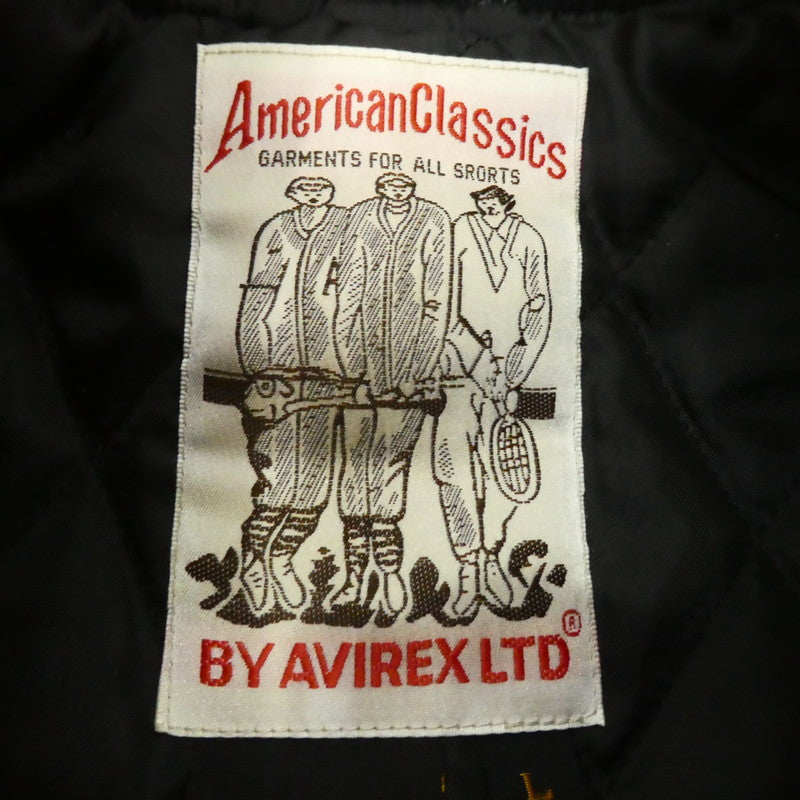 AmericanClassics
GARMENTS FOR ALL SRORTS
A
BY AVIREX LTD®